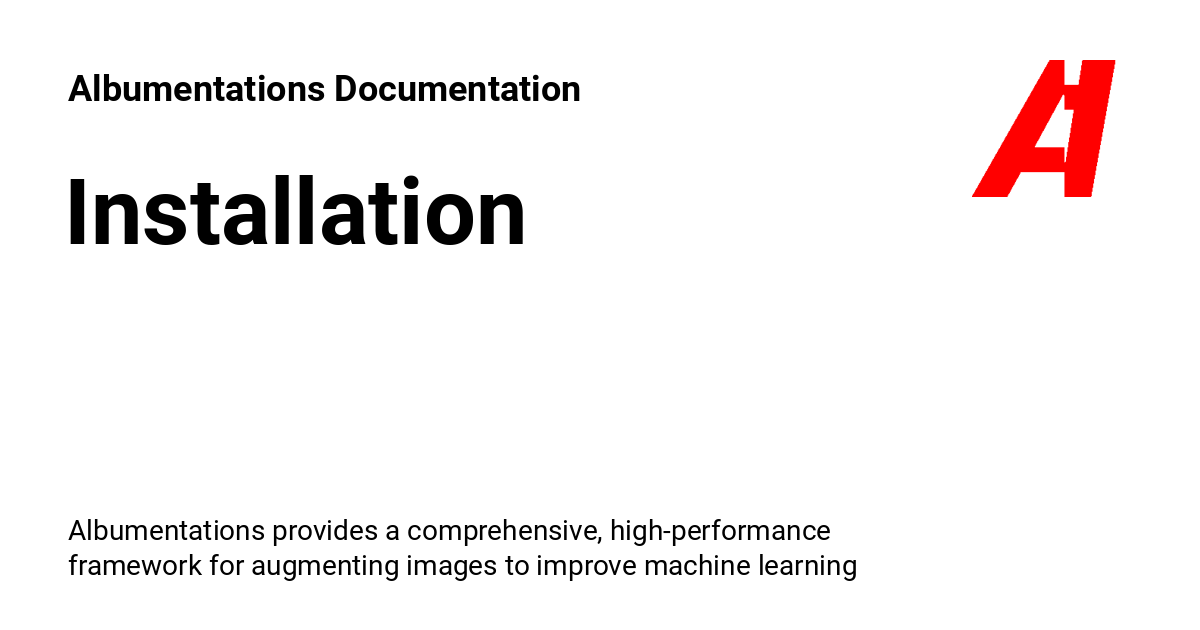 Albumentations Documentation
Installation
Albumentations provides a comprehensive, high-performance
framework for augmenting images to improve machine learning